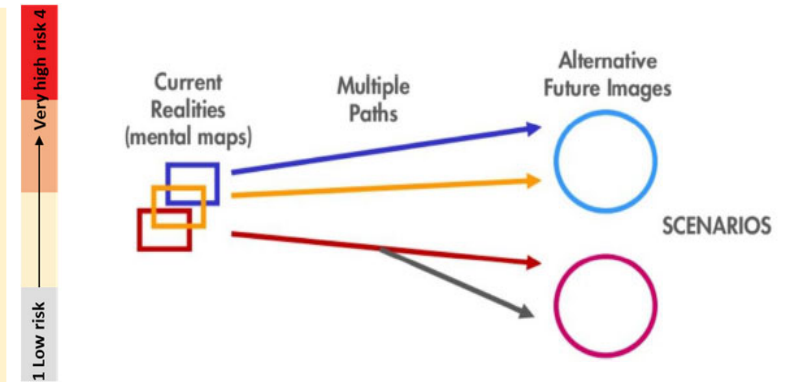 Very high risk 4
1 Low risk
Current
Realities
(mental maps)
Multiple
Paths
Alternative
Future Images
SCENARIOS